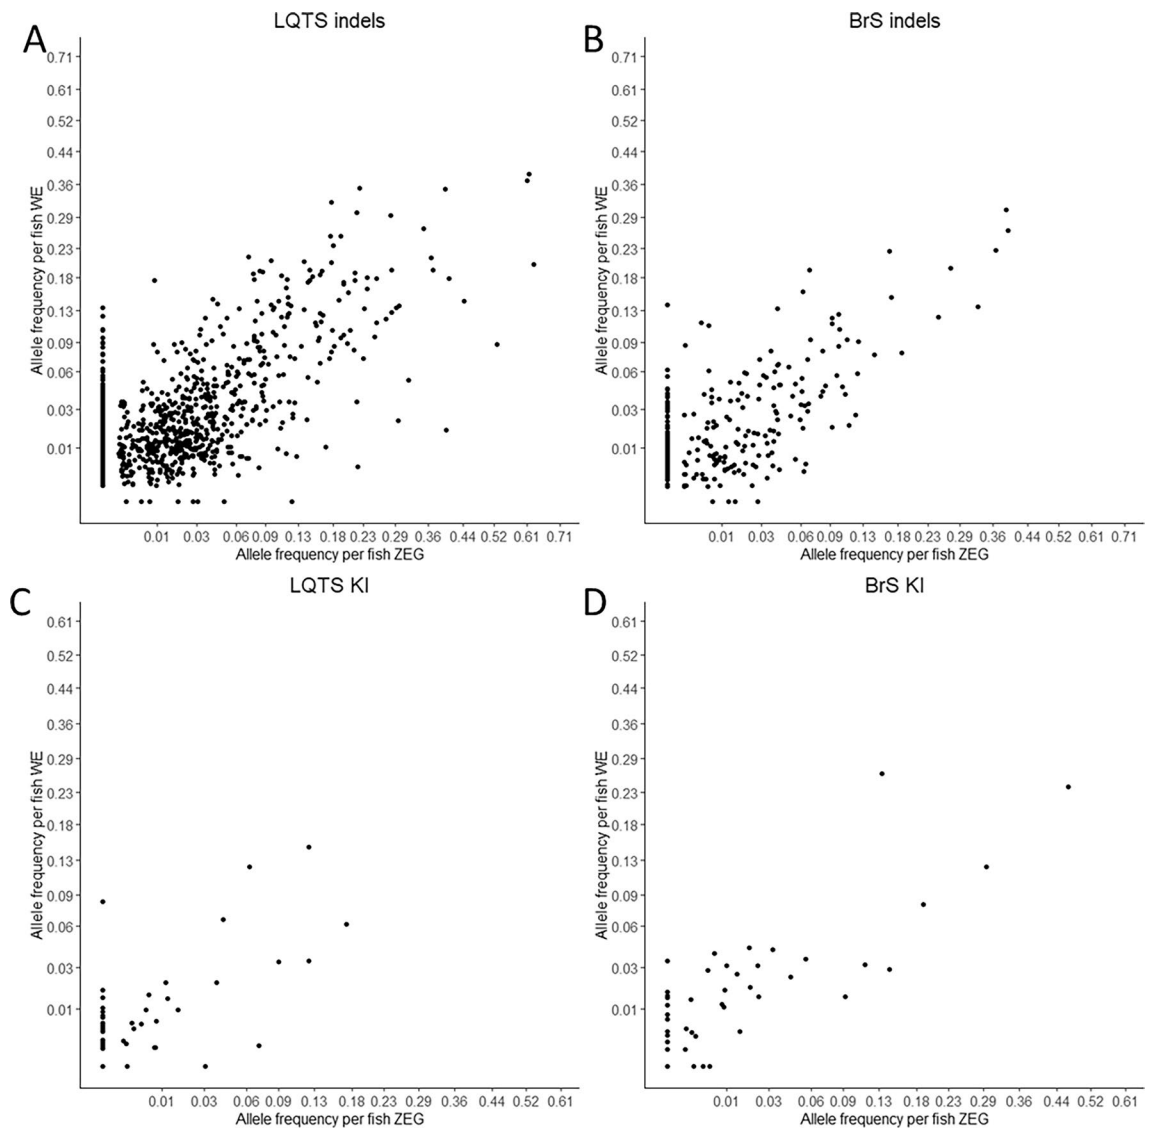 LQTS indels
BrS indels
A
B
0.71
0.61
0.52
0.44
0.36
0.29
0.23
0.18
0.13
0.09
0.06
0.03
0.01
Allele frequency per fish WE
0.01 0.03 0.06 0.09 0.13 0.18 0.23 0.29 0.36 0.44 0.52 0.61 0.71
Allele frequency per fish ZEG
0.71
0.61
0.52
0.44
0.36
0.29
0.23
0.18
0.13
0.09
0.06
0.03
0.01
Allele frequency per fish WE
0.01 0.03 0.06 0.09 0.13 0.18 0.23 0.29 0.36 0.44 0.52 0.61 0.71
Allele frequency per fish ZEG
LQTS KI
BrS KI
C
D
0.61
0.52
0.44
0.36
0.29
0.23
0.18
0.13
0.09
0.06
0.03
0.01
Allele frequency per fish WE
0.01 0.03 0.06 0.09 0.13 0.18 0.23 0.29 0.36 0.44 0.52 0.61
Allele frequency per fish ZEG
0.61
0.52
0.44
0.36
0.29
0.23
0.18
0.13
0.09
0.06
0.03
0.01
Allele frequency per fish WE
0.01 0.03 0.06 0.09 0.13 0.18 0.23 0.29 0.36 0.44 0.52 0.61
Allele frequency per fish ZEG